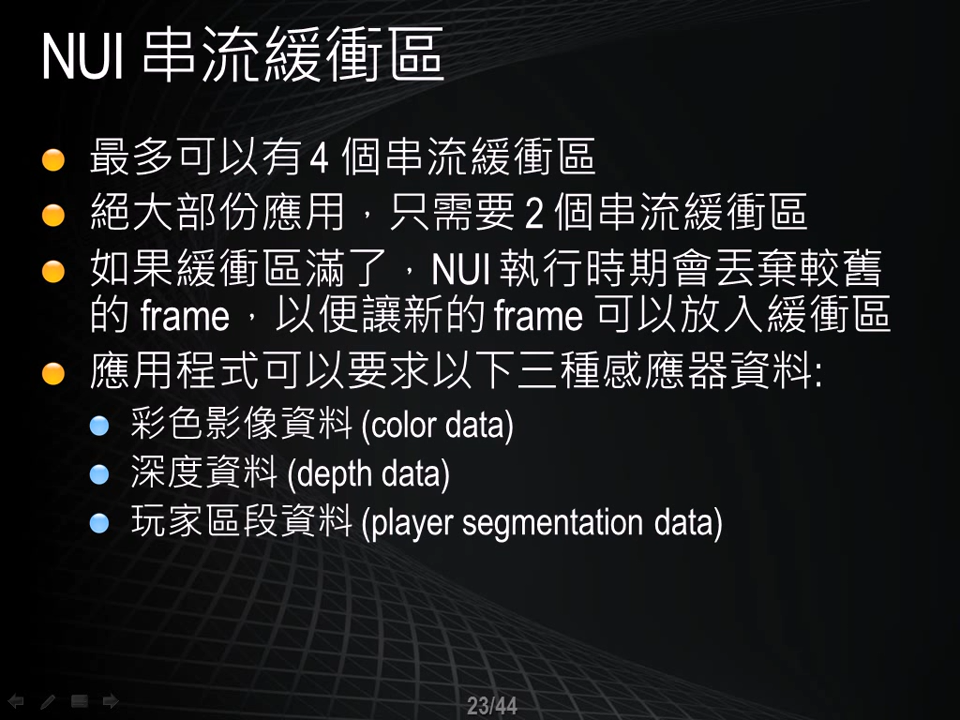 NUI 串流緩衝區
最多可以有 4 個串流緩衝區
絕大部份應用，只需要 2 個串流緩衝區
如果緩衝區滿了，NUI 執行時期會丟棄較舊
的 frame，以便讓新的 frame 可以放入緩衝區
應用程式可以要求以下三種感應器資料:
彩色影像資料 (color data)
深度資料 (depth data)
玩家區段資料 (player segmentation data)
23/44